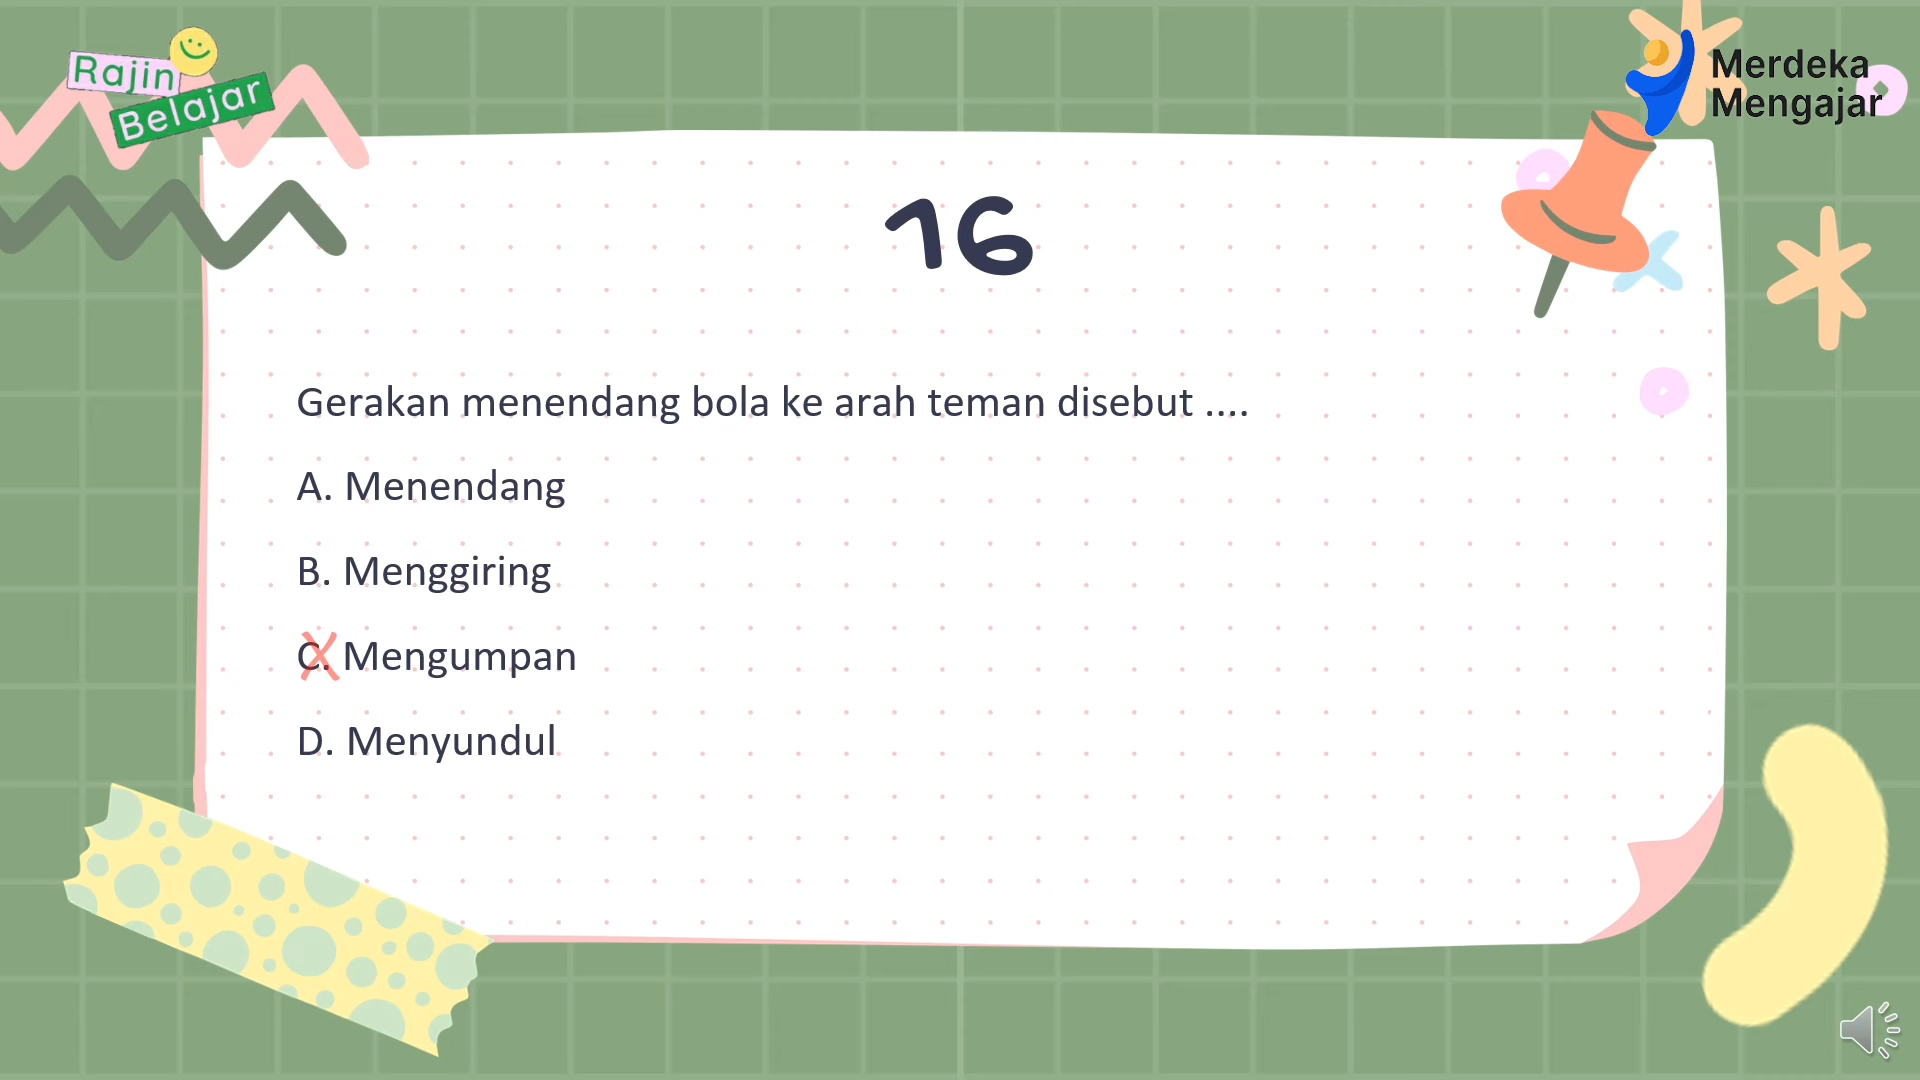 Rajin
Belajar
Merdeka
Mengajar
16
Gerakan menendang bola ke arah teman disebut ....
A. Menendang
B. Menggiring
C. Mengumpan
D. Menyundul